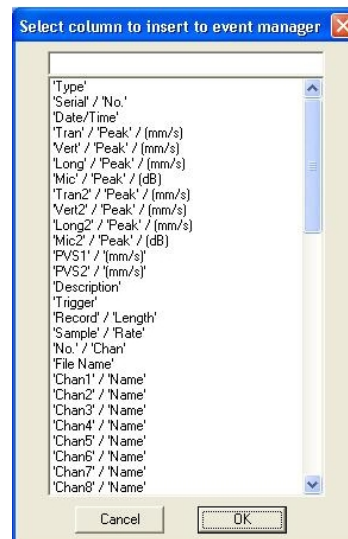 Select column to insert to event manager
'Type'
'Serial' / 'No.'
'Date/Time'
'Tran' / 'Peak' / (mm/s)
'Vert' / 'Peak' / (mm/s)
'Long' / 'Peak' / (mm/s)
'Mic' / 'Peak' / (dB)
'Tran2' / 'Peak' / (mm/s)
'Vert2' / 'Peak' / (mm/s)
'Long2' / 'Peak' / (mm/s)
'Mic2' / 'Peak' / (dB)
'PVS1' / '(mm/s)'
'PVS2' / '(mm/s)'
'Description'
'Trigger'
'Record' / 'Length'
'Sample' / 'Rate'
'No.' / 'Chan'
'File Name'
'Chan1' / 'Name'
'Chan2' / 'Name'
'Chan3' / 'Name'
'Chan4' / 'Name'
'Chan5' / 'Name'
'Chan6' / 'Name'
'Chan7' / 'Name'
'Chan8' / 'Name'
Cancel OK